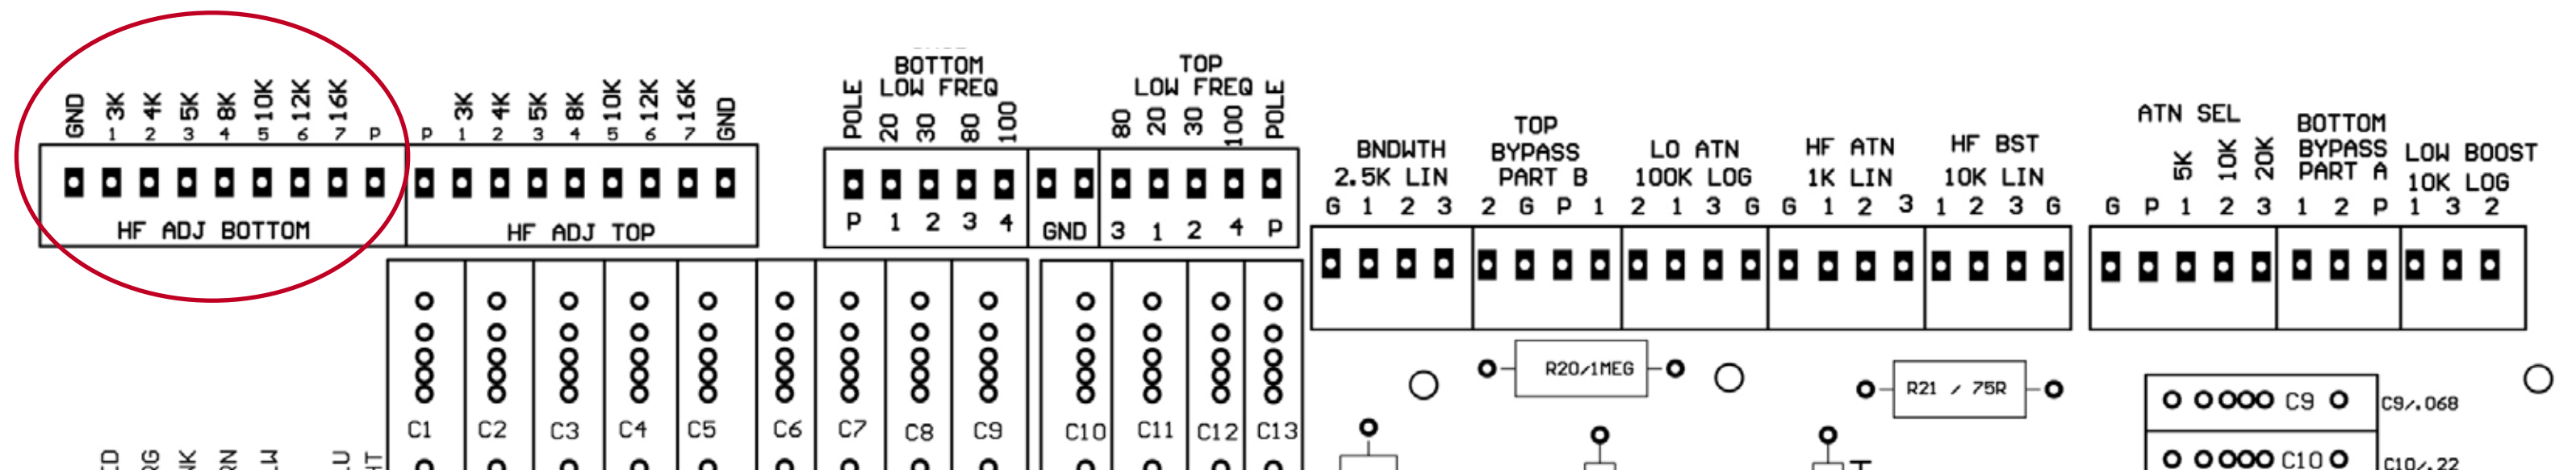 GND 3K 4K 5K 8K 10K 12K 16K
1 2 3 4 5 6 7 P
HF ADJ BOTTOM
3K 4K 5K 8K 10K 12K 16K GND
P 1 2 3 4 5 6 7
HF ADJ TOP
BOTTOM
LOW FREQ
POLE 20 30 80 100
P 1 2 3 4
GND
TOP
LOW FREQ
80 20 30 100 POLE
3 1 2 4 P
BNDWTH
2.5K LIN
G 1 2 3
TOP
BYPASS
PART B
2 G P 1
LO ATN
100K LOG
2 1 3 G
HF ATN
1K LIN
G 1 2 3
HF BST
10K LIN
1 2 3 G
ATN SEL
5K 10K 20K
G P 1 2 3
BOTTOM
BYPASS
PART A
1 2 P
LOW BOOST
10K LOG
1 3 2
C1 C2 C3 C4 C5 C6 C7 C8 C9 C10 C11 C12 C13
R20/1MEG
R21 / 75R
C9 C9/.068
C10 C10/.22